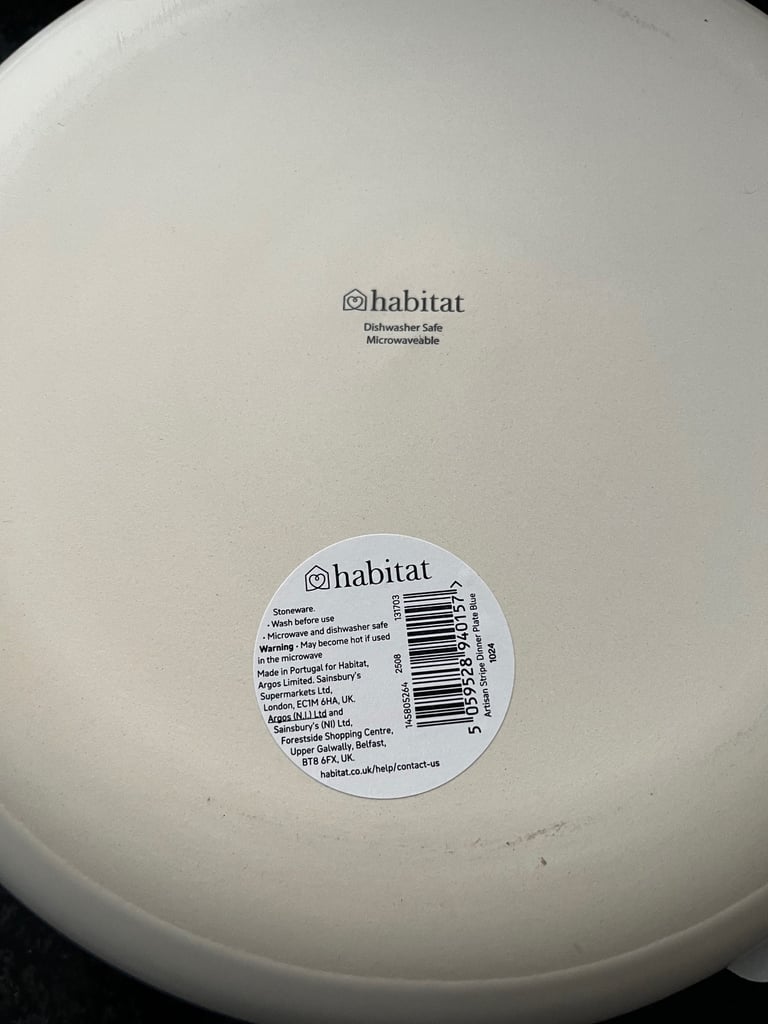 habitat
Dishwasher Safe
Microwaveable
habitat
Stoneware.
· Wash before use
· Microwave and dishwasher safe
Warning - May become hot if used
in the microwave
Made in Portugal for Habitat,
Argos Limited. Sainsbury's
Supermarkets Ltd,
London, EC1M 6HA, UK.
Argos (N.I.) Ltd and
Sainsbury's (NI) Ltd,
Forestside Shopping Centre,
Upper Galwally, Belfast,
BT8 6FX, UK.
habitat.co.uk/help/contact-us
145805264 2508 131703
5 059528 940157 >
Artisan Stripe Dinner Plate Blue
1024